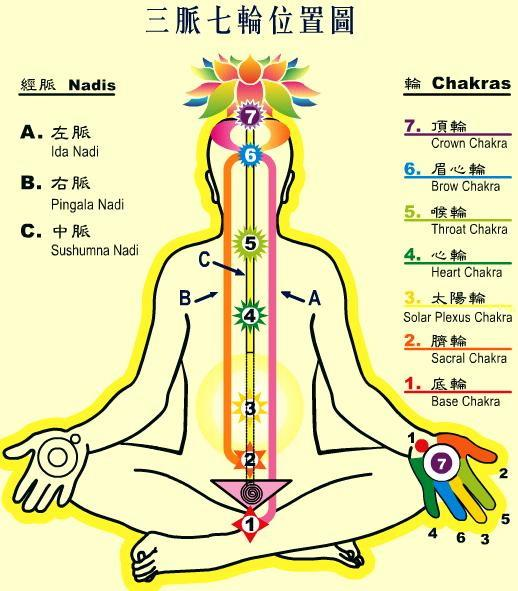 三脈七輪位置圖
經脈 Nadis
A. 左脈
Ida Nadi
B. 右脈
Pingala Nadi
C. 中脈
Sushumna Nadi
輪 Chakras
7. 頂輪
Crown Chakra
6. 眉心輪
Brow Chakra
5. 喉輪
Throat Chakra
4. 心輪
Heart Chakra
3. 太陽輪
Solar Plexus Chakra
2. 臍輪
Sacral Chakra
1. 底輪
Base Chakra
7
6
5
C
B
A
4
3
2
1
1
7
2
5
4
6
3